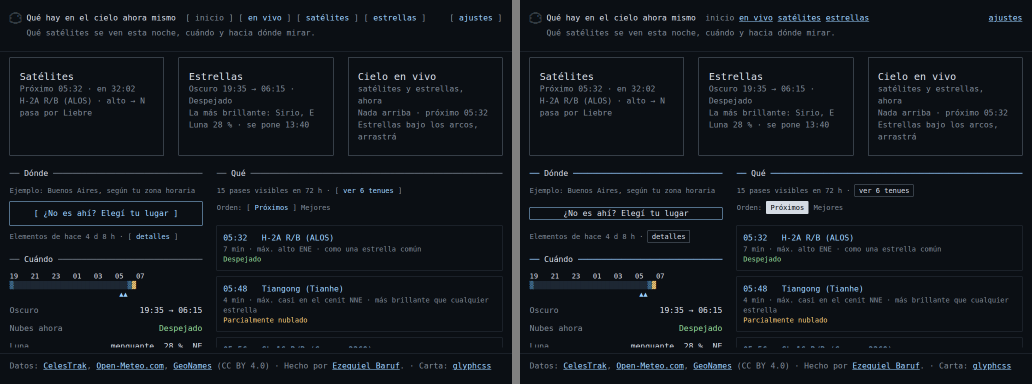 Qué hay en el cielo ahora mismo [ inicio ] [ en vivo ] [ satélites ] [ estrellas ] [ ajustes ]
Qué satélites se ven esta noche, cuándo y hacia dónde mirar.
Satélites
Próximo 05:32 · en 32:02
H-2A R/B (ALOS) · alto → N
pasa por Liebre
Estrellas
Oscuro 19:35 → 06:15 ·
Despejado
La más brillante: Sirio, E
Luna 28 % · se pone 13:40
Cielo en vivo
satélites y estrellas,
ahora
Nada arriba · próximo 05:32
Estrellas bajo los arcos,
arrastrá
Dónde
Ejemplo: Buenos Aires, según tu zona horaria
[ ¿No es ahí? Elegí tu lugar ]
Elementos de hace 4 d 8 h · [ detalles ]
Cuándo
19 21 23 01 03 05 07
Oscuro 19:35 → 06:15
Nubes ahora Despejado
Luna menguante, 28 %, NE
Qué
15 pases visibles en 72 h · [ ver 6 tenues ]
Orden: [ Próximos ] Mejores
05:32 H-2A R/B (ALOS)
7 min · máx. alto ENE · como una estrella común
Despejado
05:48 Tiangong (Tianhe)
4 min · máx. casi en el cenit NNE · más brillante que cualquier
estrella
Parcialmente nublado
Datos: CelesTrak, Open-Meteo.com, GeoNames (CC BY 4.0) · Hecho por Ezequiel Baruf. · Carta: glyphcss
Qué hay en el cielo ahora mismo inicio en vivo satélites estrellas ajustes
Qué satélites se ven esta noche, cuándo y hacia dónde mirar.
Satélites
Próximo 05:32 · en 32:02
H-2A R/B (ALOS) · alto → N
pasa por Liebre
Estrellas
Oscuro 19:35 → 06:15 ·
Despejado
La más brillante: Sirio, E
Luna 28 % · se pone 13:40
Cielo en vivo
satélites y estrellas,
ahora
Nada arriba · próximo 05:32
Estrellas bajo los arcos,
arrastrá
Dónde
Ejemplo: Buenos Aires, según tu zona horaria
¿No es ahí? Elegí tu lugar
Elementos de hace 4 d 8 h · detalles
Cuándo
19 21 23 01 03 05 07
Oscuro 19:35 → 06:15
Nubes ahora Despejado
Luna menguante, 28 %, NE
Qué
15 pases visibles en 72 h · ver 6 tenues
Orden: Próximos Mejores
05:32 H-2A R/B (ALOS)
7 min · máx. alto ENE · como una estrella común
Despejado
05:48 Tiangong (Tianhe)
4 min · máx. casi en el cenit NNE · más brillante que cualquier
estrella
Parcialmente nublado
Datos: CelesTrak, Open-Meteo.com, GeoNames (CC BY 4.0) · Hecho por Ezequiel Baruf. · Carta: glyphcss